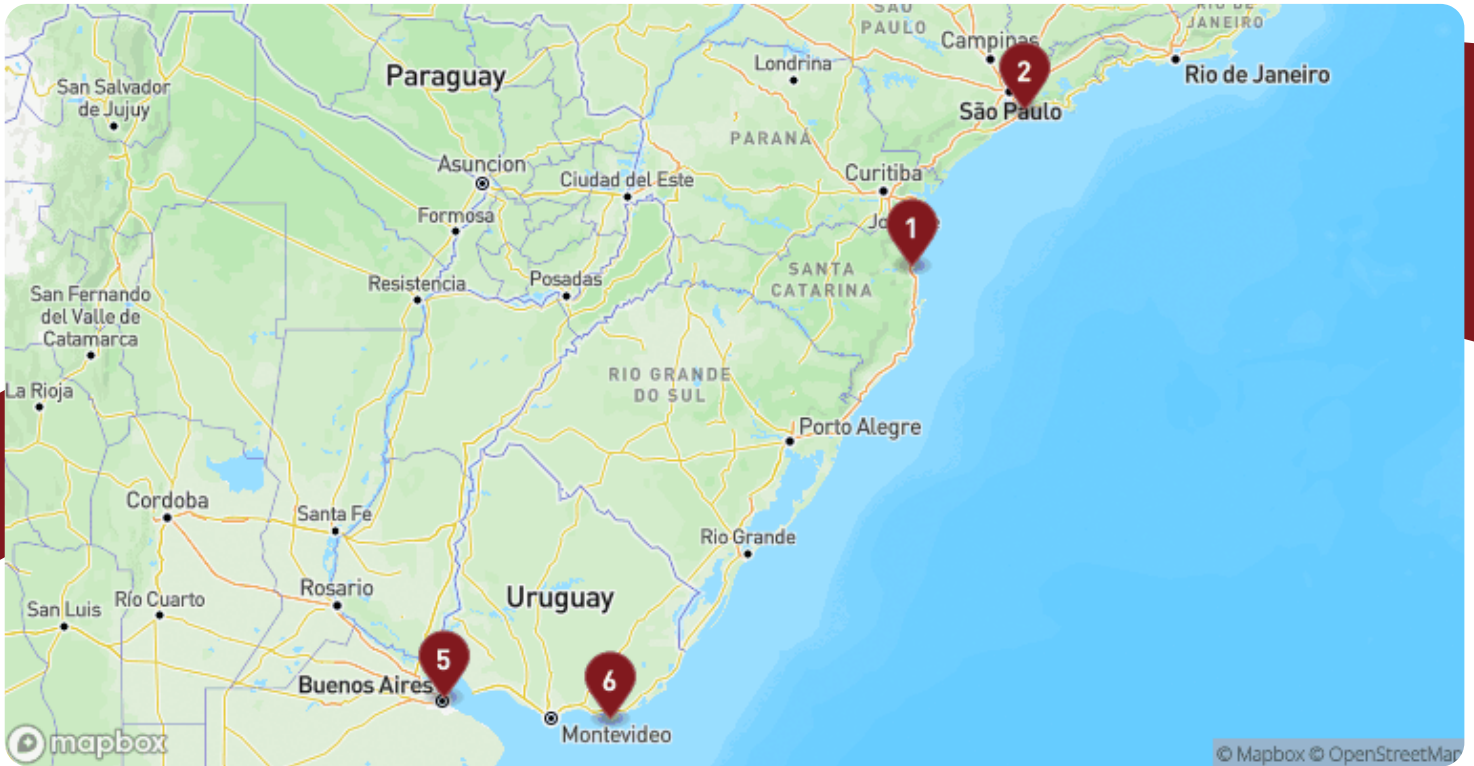 SÃO
PAULO
RIO DE
JANEIRO
Campinas
2
Londrina
Paraguay
Rio de Janeiro
San Salvador
de Jujuy
São Paulo
PARANÁ
Asuncion
Curitiba
Ciudad del Este
Formosa
1
SANTA
CATARINA
Posadas
Resistencia
San Fernando
del Valle de
Catamarca
RIO GRANDE
DO SUL
La Rioja
Porto Alegre
Cordoba
Santa Fe
Rio Grande
Rosario
Uruguay
Río Cuarto
San Luis
5
6
Buenos Aires
Montevideo
mapbox
© Mapbox © OpenStreetMap